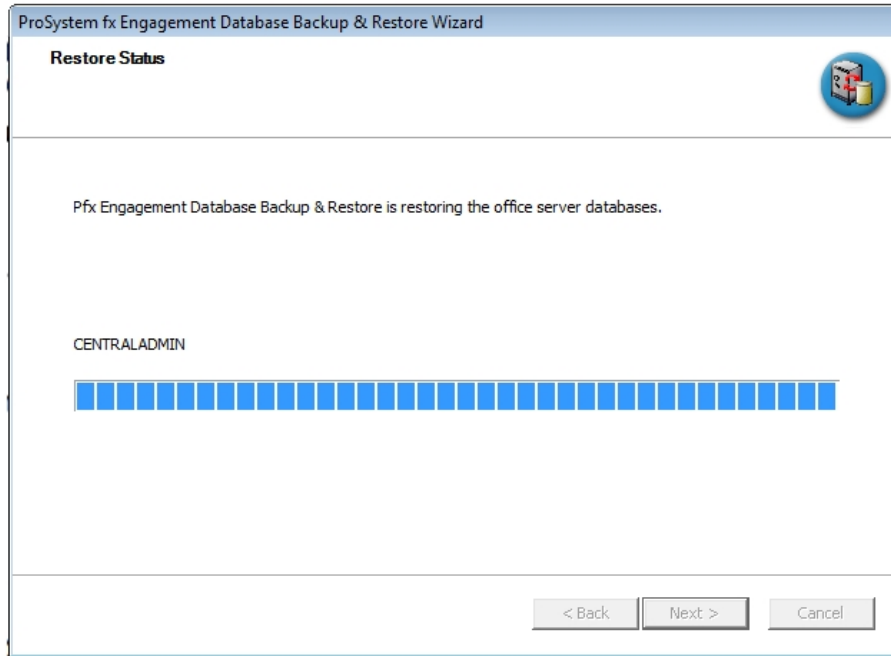 ProSystem fx Engagement Database Backup & Restore Wizard
Restore Status
Pfx Engagement Database Backup & Restore is restoring the office server databases.
CENTRALADMIN
< Back Next > Cancel